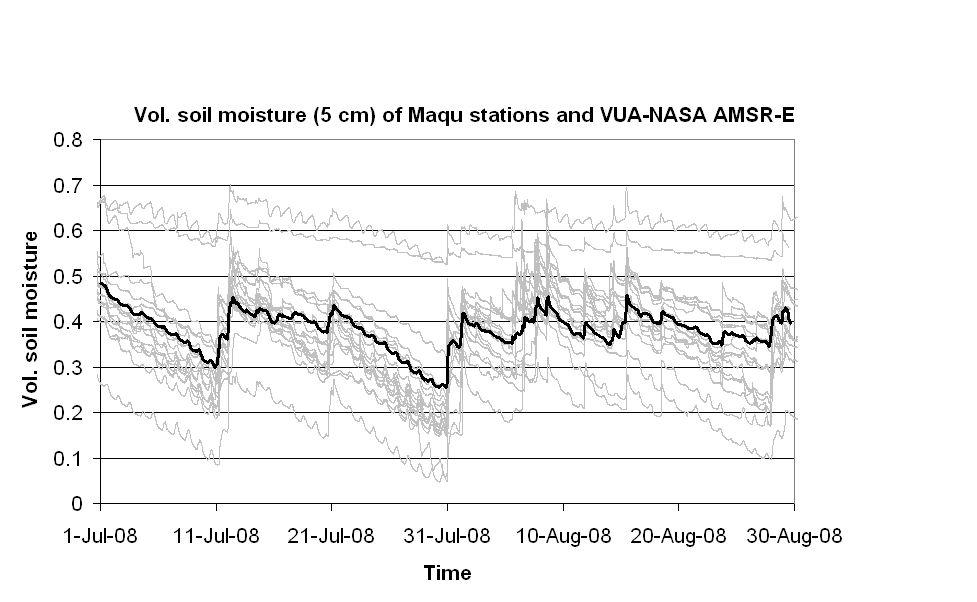 Vol. soil moisture (5 cm) of Maqu stations and VUA-NASA AMSR-E
0.8
0.7
0.6
0.5
0.4
0.3
0.2
0.1
0
Vol. soil moisture
1-Jul-08 11-Jul-08 21-Jul-08 31-Jul-08 10-Aug-08 20-Aug-08 30-Aug-08
Time